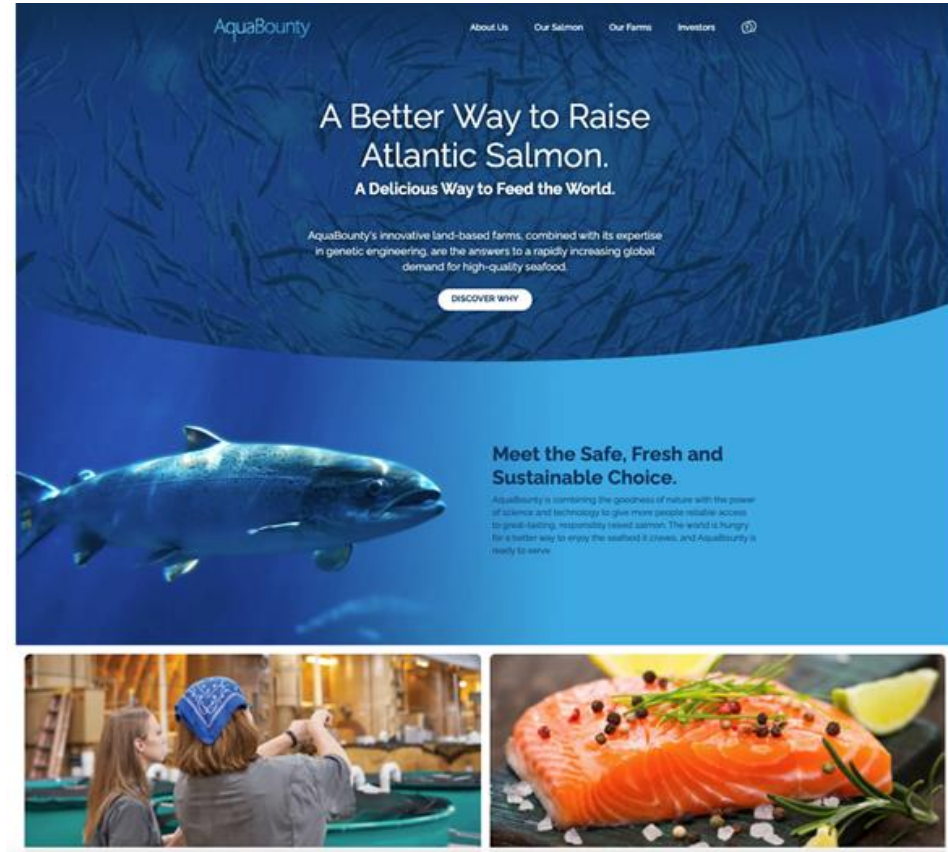 AquaBounty
About Us Our Salmon Our Farms Investors
A Better Way to Raise
Atlantic Salmon.
A Delicious Way to Feed the World.
AquaBounty's innovative land-based farms, combined with its expertise
in genetic engineering, are the answers to a rapidly increasing global
demand for high-quality seafood.
DISCOVER WHY
Meet the Safe, Fresh and
Sustainable Choice.
AquaBounty is combining the goodness of nature with the power
of science and technology to give more people reliable access
to great-tasting, responsibly raised salmon. The world is hungry
for a better way to enjoy the seafood it craves, and AquaBounty is
ready to serve.